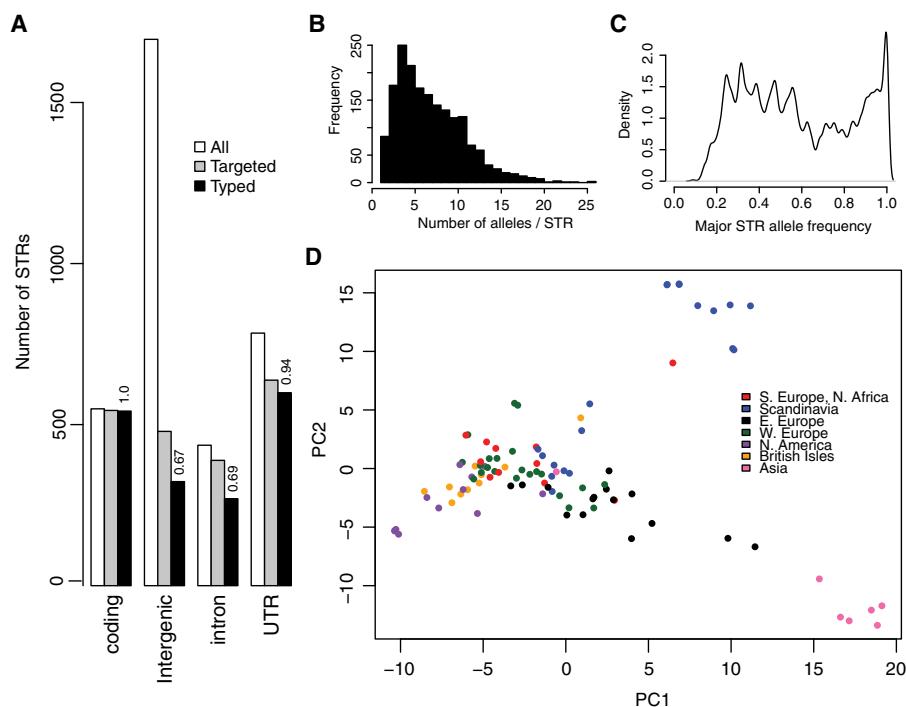 A
Number of STRs
0
500
1000
1500
All
Targeted
Typed
1.0
0.67
0.69
0.94
coding
Intergenic
intron
UTR
B
Frequency
0
50
150
250
0
5
10
15
20
25
Number of alleles / STR
C
Density
0.0
0.5
1.0
1.5
2.0
0.0
0.2
0.4
0.6
0.8
1.0
Major STR allele frequency
D
PC2
15
10
5
0
−5
−10
S. Europe, N. Africa
Scandinavia
E. Europe
W. Europe
N. America
British Isles
Asia
−10
−5
0
5
10
15
20
PC1